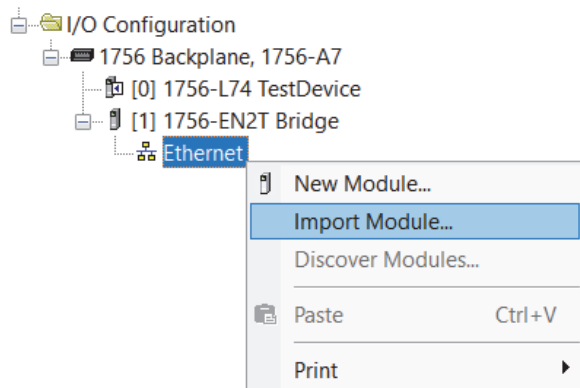 I/O Configuration
1756 Backplane, 1756-A7
[0] 1756-L74 TestDevice
[1] 1756-EN2T Bridge
Ethernet
New Module...
Import Module...
Discover Modules...
Paste Ctrl+V
Print